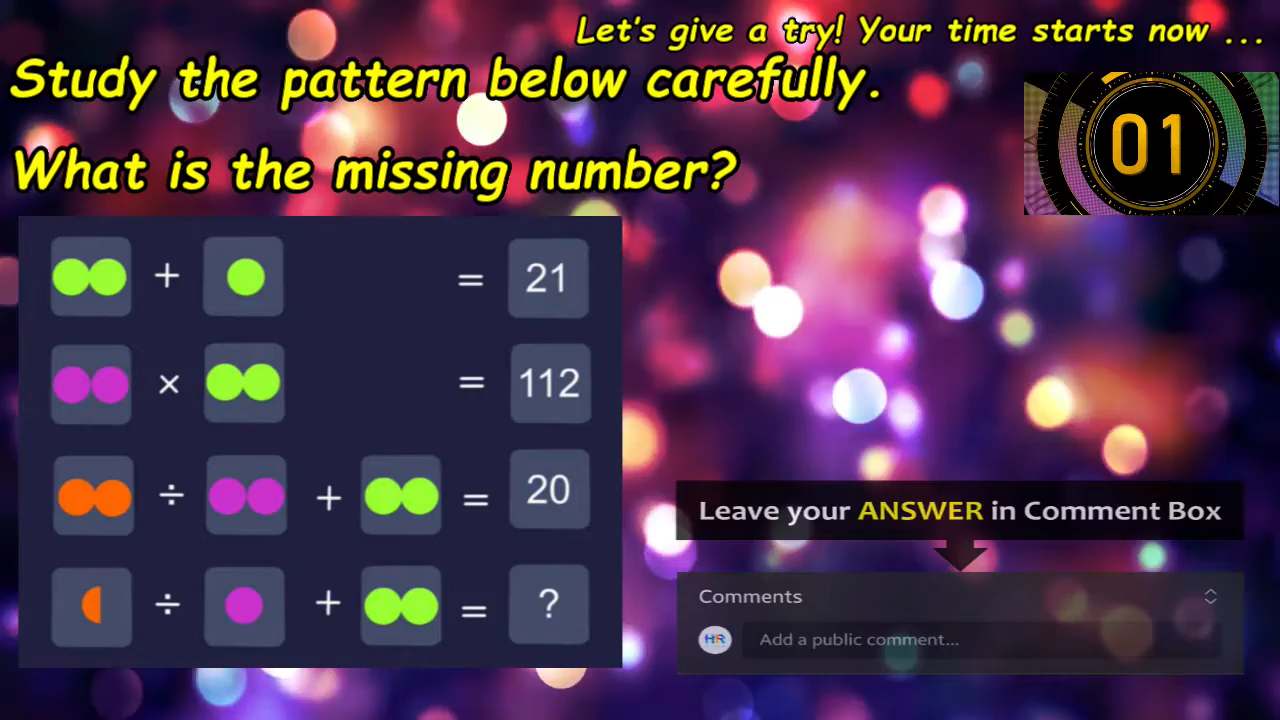 Let's give a try! Your time starts now ...
Study the pattern below carefully.
01
What is the missing number?
+ = 21
× = 112
÷ + = 20
÷ + = ?
Leave your ANSWER in Comment Box
Comments
HR Add a public comment...